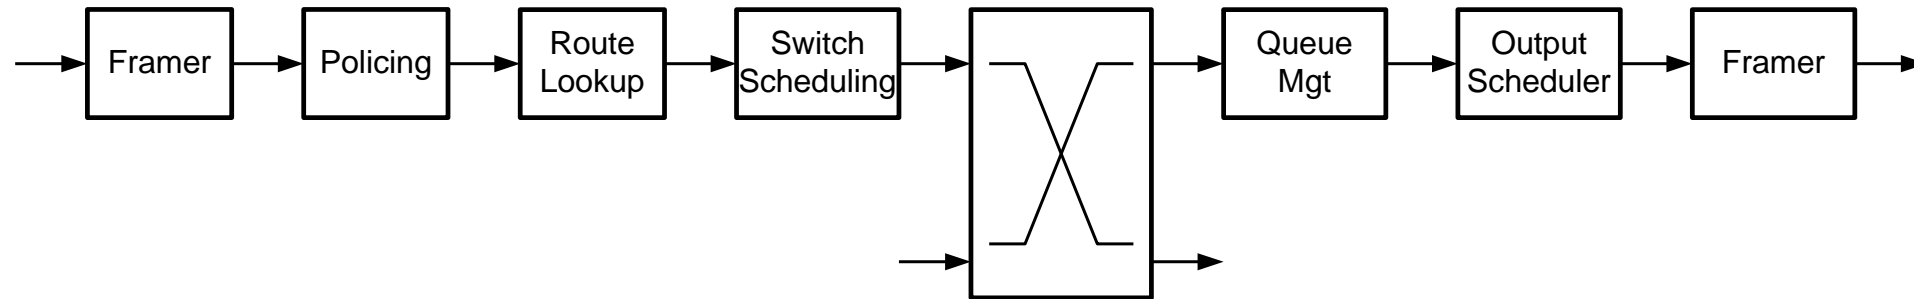 Framer
Policing
Route
Lookup
Switch
Scheduling
Queue
Mgt
Output
Scheduler
Framer